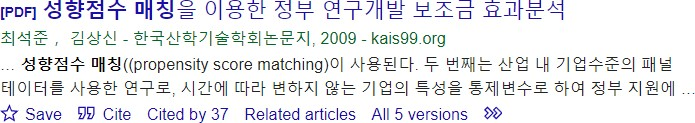 [PDF] 성향점수 매칭을 이용한 정부 연구개발 보조금 효과분석
최석준 , 김상신 - 한국산학기술학회논문지, 2009 - kais99.org
... 성향점수 매칭((propensity score matching)이 사용된다. 두 번째는 산업 내 기업수준의 패널
데이터를 사용한 연구로, 시간에 따라 변하지 않는 기업의 특성을 통제변수로 하여 정부 지원에 ...
Save Cite Cited by 37 Related articles All 5 versions